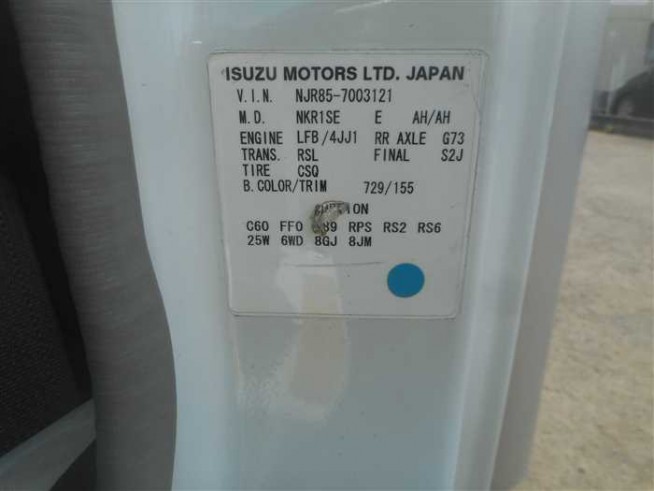 ISUZU MOTORS LTD. JAPAN
V.I.N. NJR85-7003121
M.D. NKR1SE E AH/AH
ENGINE LFB/4JJ1 RR AXLE G73
TRANS. RSL FINAL S2J
TIRE CSQ
B.COLOR/TRIM 729/155
C60 FF0 RPS RS2 RS6
25W 6WD 8GJ 8JM